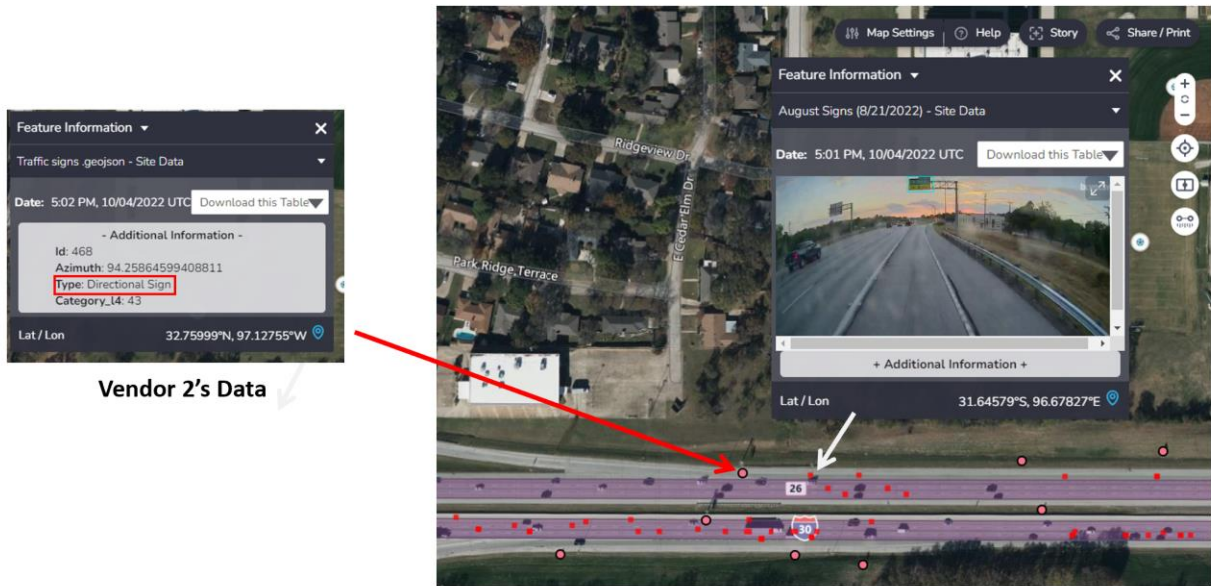 Feature Information
Traffic signs .geojson - Site Data
Date: 5:02 PM, 10/04/2022 UTC
Download this Table
- Additional Information -
Id: 468
Azimuth: 94.25864599408811
Type: Directional Sign
Category_l4: 43
Lat / Lon
32.75999°N, 97.12755°W
Vendor 2's Data
Map Settings
Help
Story
Share / Print
Feature Information
August Signs (8/21/2022) - Site Data
Date: 5:01 PM, 10/04/2022 UTC
Download this Table
+ Additional Information +
Lat / Lon
31.64579°S, 96.67827°E
Ridgeview Dr
E Cedar Elm Dr
Park Ridge Terrace
26
30